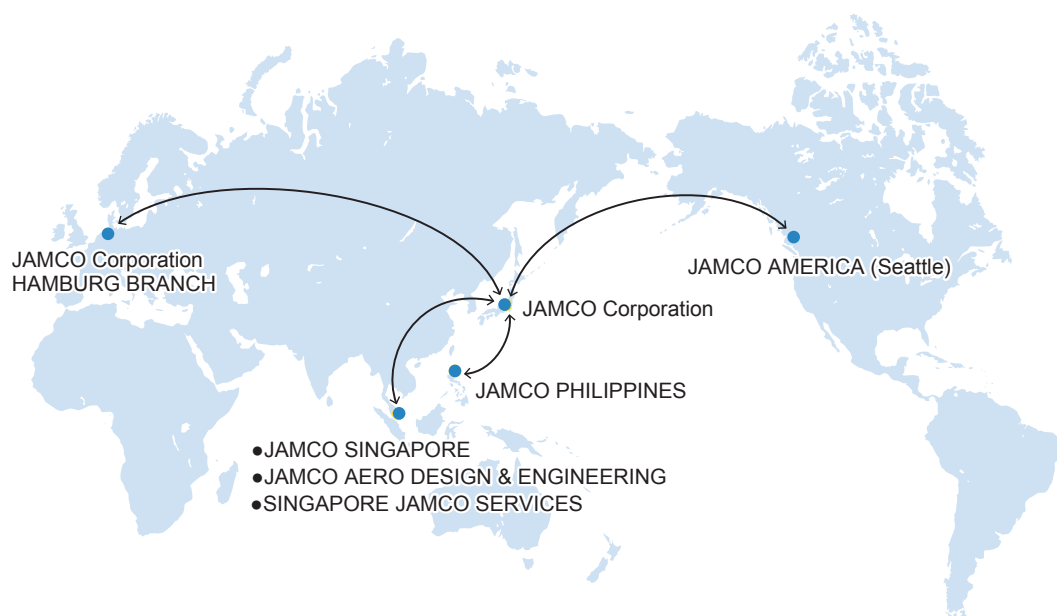 JAMCO Corporation
HAMBURG BRANCH
JAMCO AMERICA (Seattle)
JAMCO Corporation
JAMCO PHILIPPINES
●JAMCO SINGAPORE
●JAMCO AERO DESIGN & ENGINEERING
●SINGAPORE JAMCO SERVICES